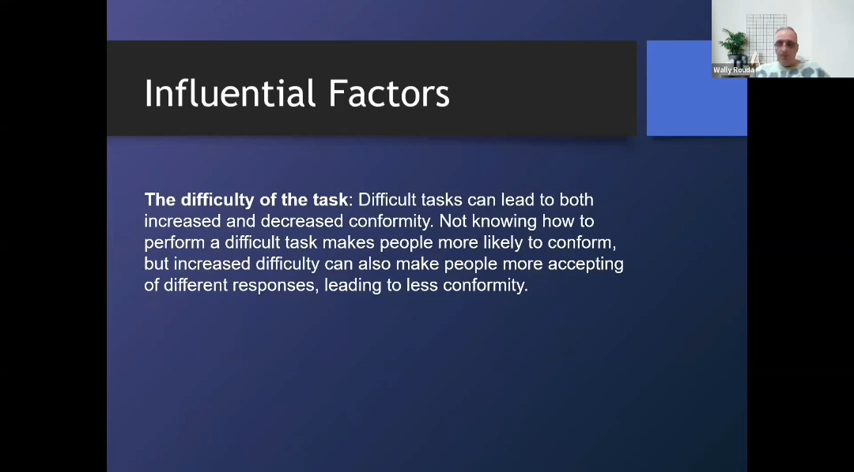 Influential Factors
Wally Rouda
The difficulty of the task: Difficult tasks can lead to both
increased and decreased conformity. Not knowing how to
perform a difficult task makes people more likely to conform,
but increased difficulty can also make people more accepting
of different responses, leading to less conformity.